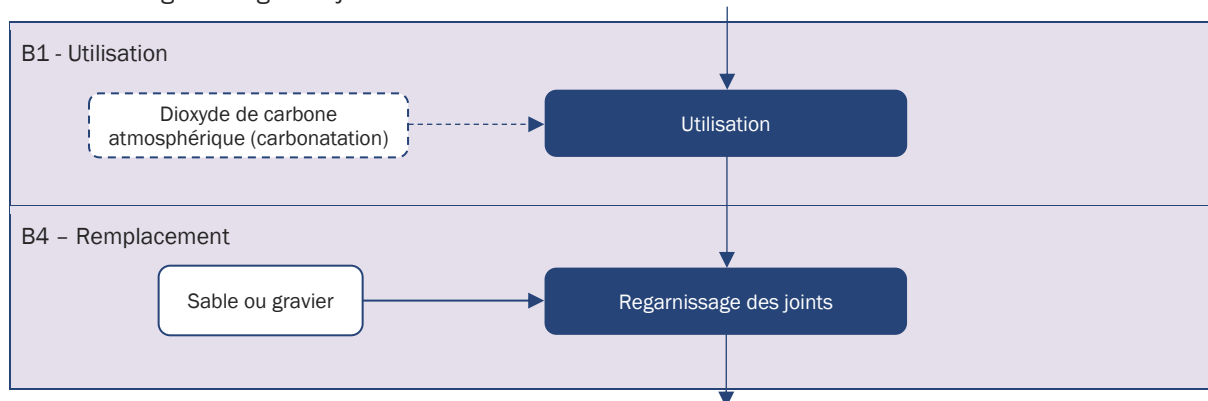 B1 - Utilisation
Dioxyde de carbone
atmosphérique (carbonatation)
Utilisation
B4 – Remplacement
Sable ou gravier
Regarnissage des joints